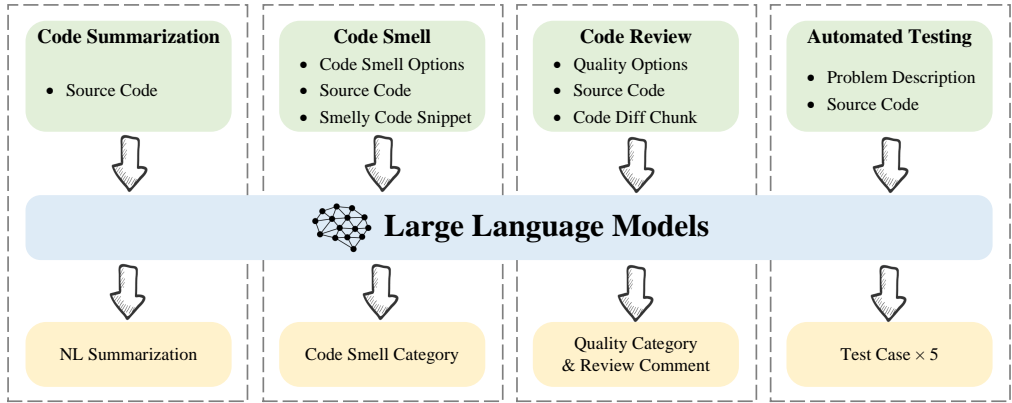 Code Summarization
• Source Code
Code Smell
• Code Smell Options
• Source Code
• Smelly Code Snippet
Code Review
• Quality Options
• Source Code
• Code Diff Chunk
Automated Testing
• Problem Description
• Source Code
Large Language Models
NL Summarization
Code Smell Category
Quality Category
& Review Comment
Test Case × 5